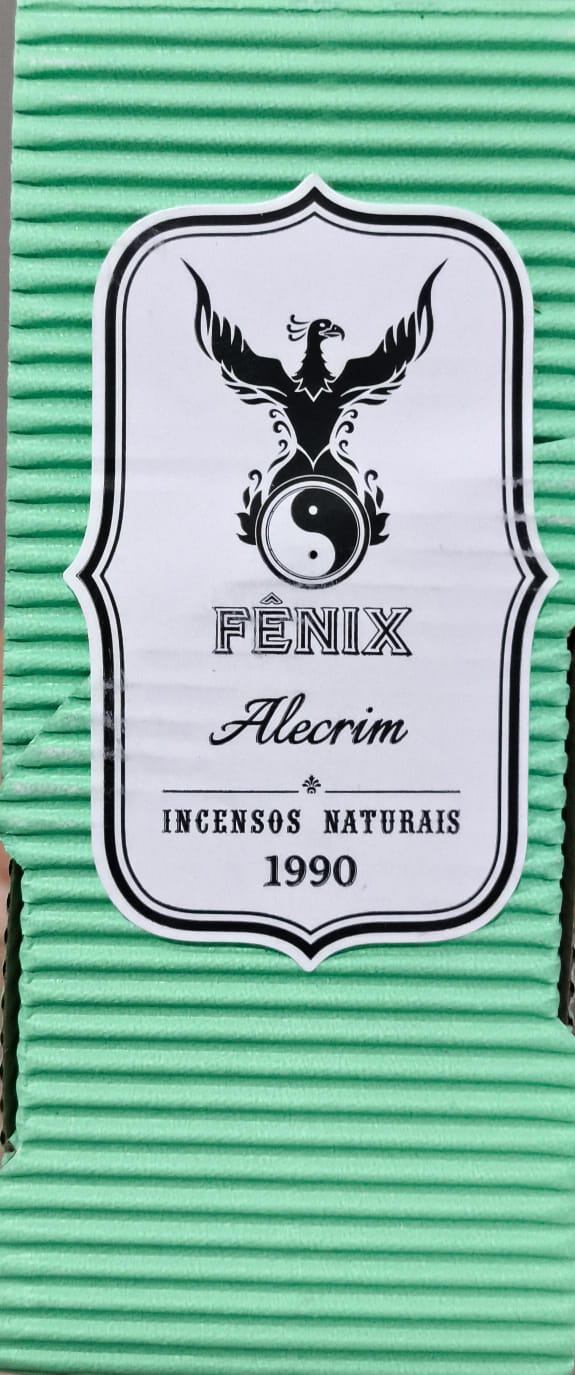 FÊNIX
Alecrim
INCENSOS NATURAIS
1990